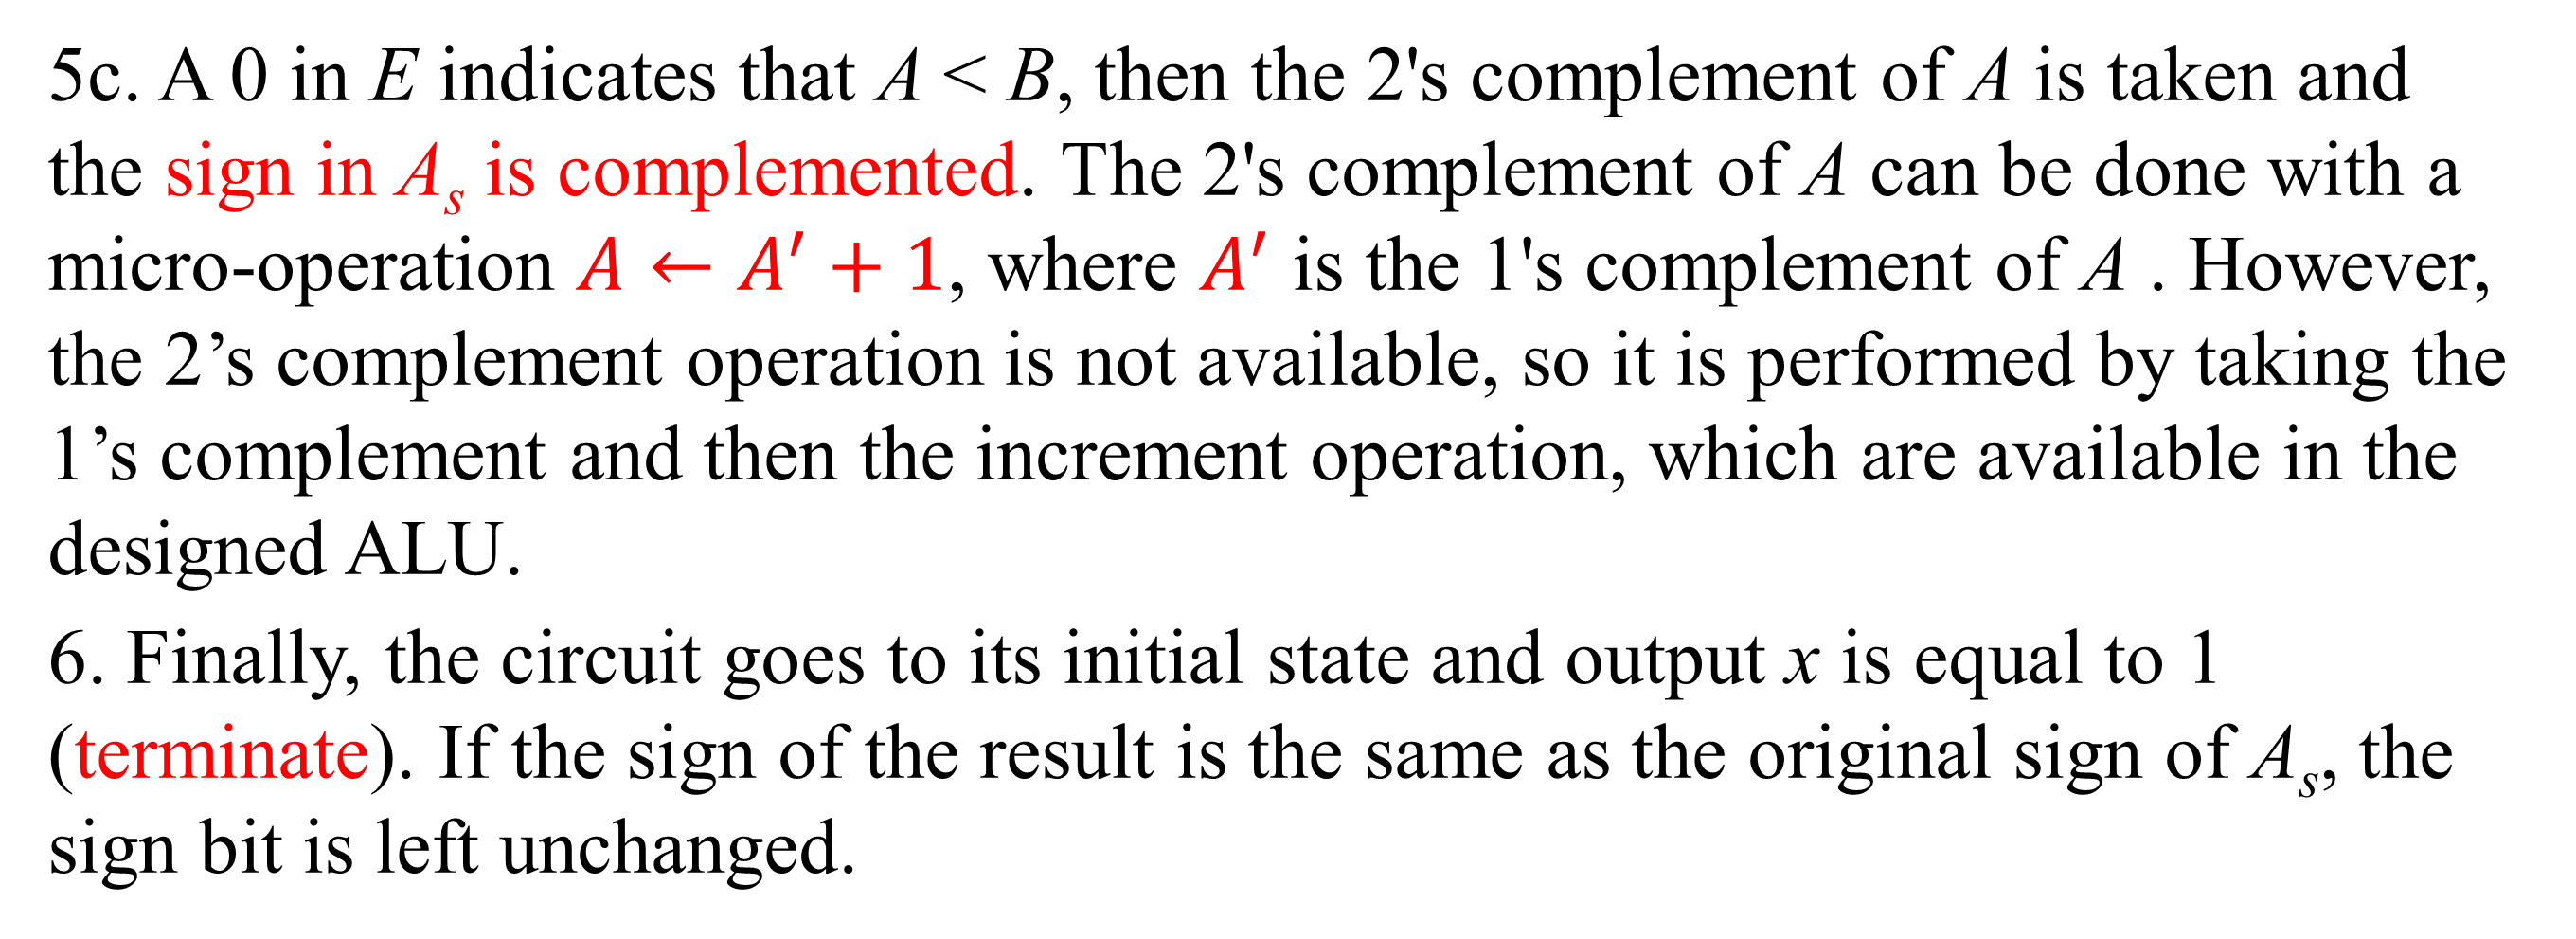 5c. A 0 in E indicates that A < B, then the 2's complement of A is taken and
the sign in Aₛ is complemented. The 2's complement of A can be done with a
micro-operation A ← A′ + 1, where A′ is the 1's complement of A . However,
the 2’s complement operation is not available, so it is performed by taking the
1’s complement and then the increment operation, which are available in the
designed ALU.
6. Finally, the circuit goes to its initial state and output x is equal to 1
(terminate). If the sign of the result is the same as the original sign of Aₛ, the
sign bit is left unchanged.